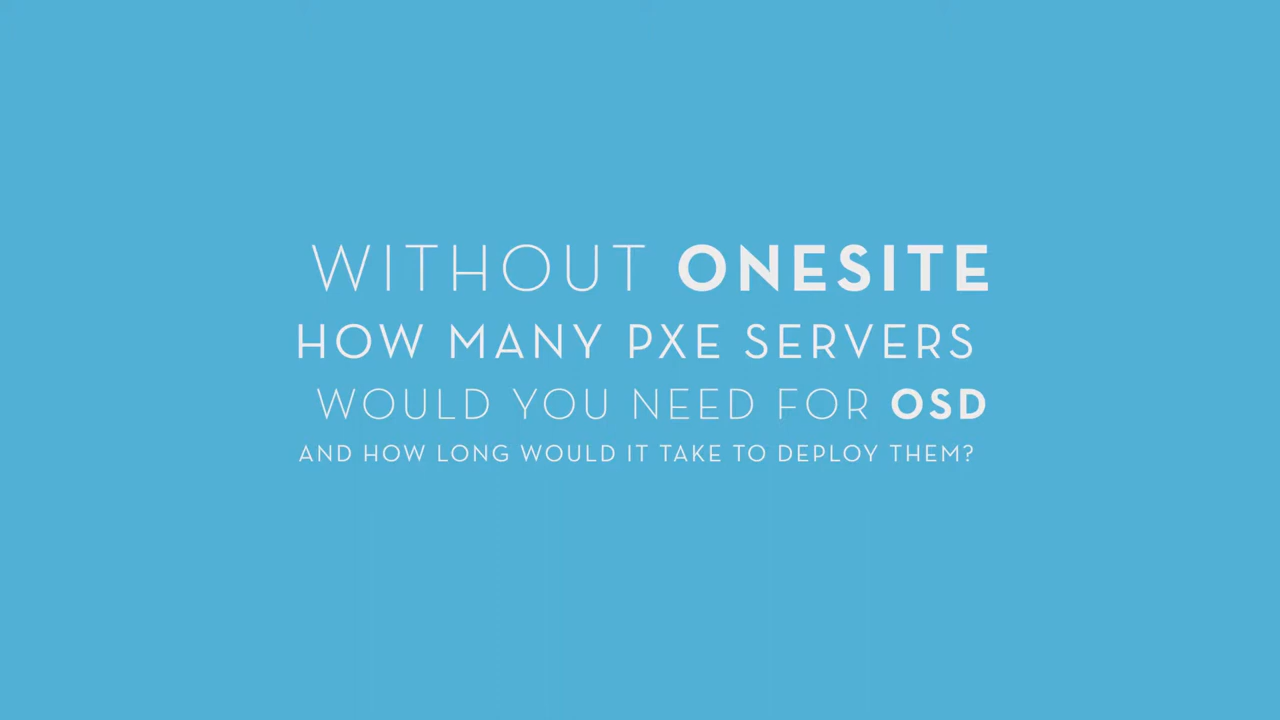 WITHOUT ONESITE
HOW MANY PXE SERVERS
WOULD YOU NEED FOR OSD
AND HOW LONG WOULD IT TAKE TO DEPLOY THEM?